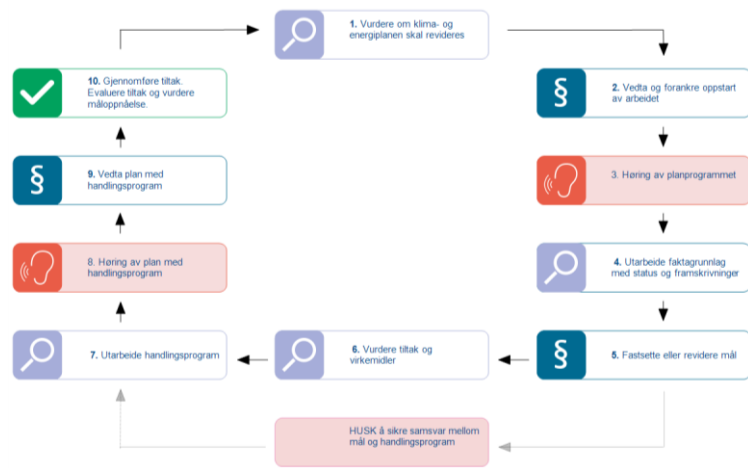 1. Vurdere om klima- og
energiplanen skal revideres
§
2. Vedta og forankre oppstart
av arbeidet
3. Høring av planprogrammet
4. Utarbeide faktagrunnlag
med status og framskrivninger
§
5. Fastsette eller revidere mål
6. Vurdere tiltak og
virkemidler
7. Utarbeide handlingsprogram
HUSK å sikre samsvar mellom
mål og handlingsprogram
8. Høring av plan med
handlingsprogram
§
9. Vedta plan med
handlingsprogram
10. Gjennomføre tiltak.
Evaluere tiltak og vurdere
måloppnåelse.